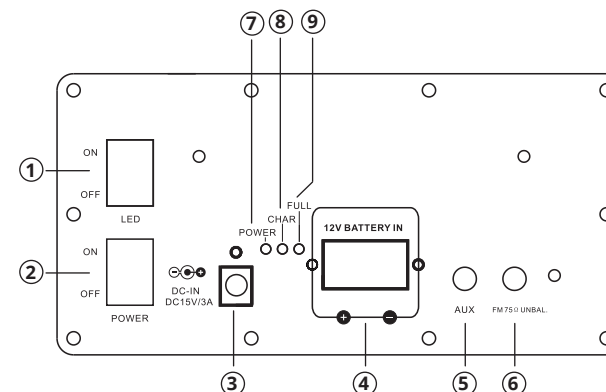 ⑦ ⑧ ⑨
①
ON
OFF
LED
②
ON
OFF
POWER
DC-IN
DC15V/3A
POWER
CHAR
FULL
12V BATTERY IN
AUX
FM 75Ω UNBAL.
③ ④ ⑤ ⑥